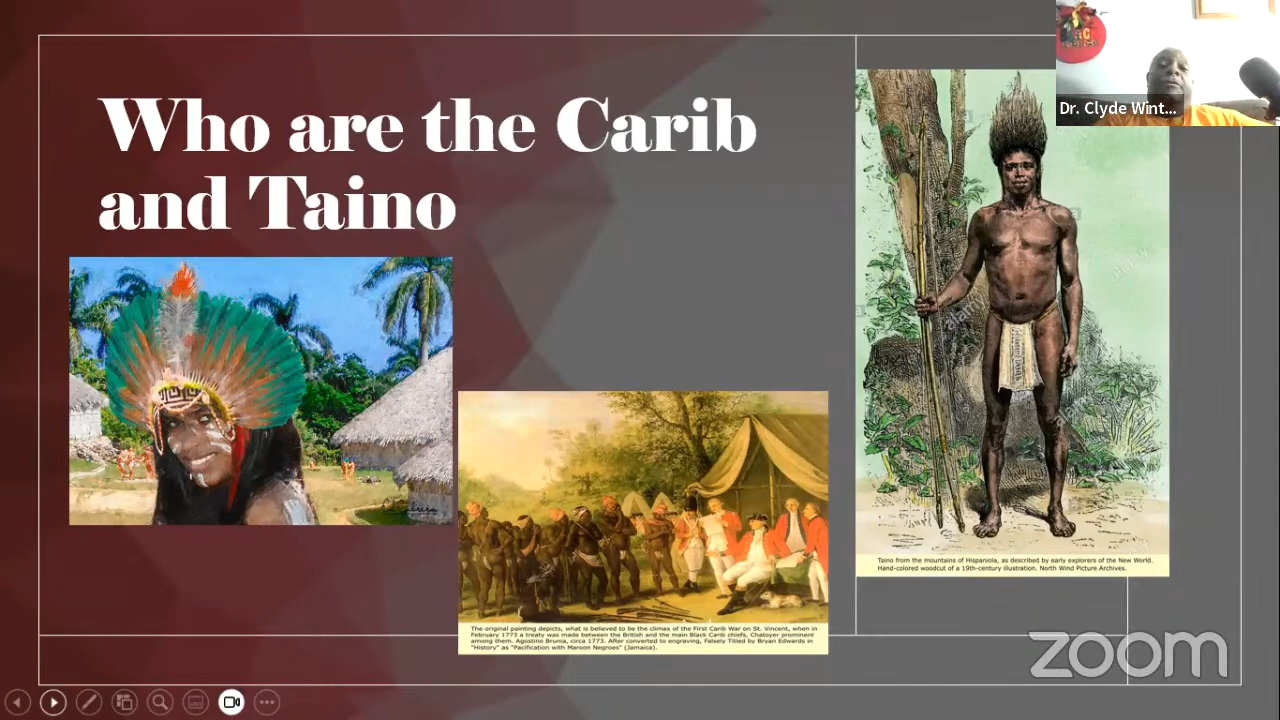 Who are the Carib
and Taino
Dr. Clyde Wint...
The original painting depicts, what is believed to be the climax of the First Carib War on St. Vincent, when in
February 1773 a treaty was made between the British and the main Black Carib chiefs, Chatoyer prominent
among them. Agostino Brunia, circa 1773. After converted to engraving, Falsely Titled by Bryan Edwards in
"History" as "Pacification with Maroon Negroes" (Jamaica).
Taino from the mountains of Hispaniola, as described by early explorers of the New World.
Hand-colored woodcut of a 19th-century illustration. North Wind Picture Archives.
alamy
zoom